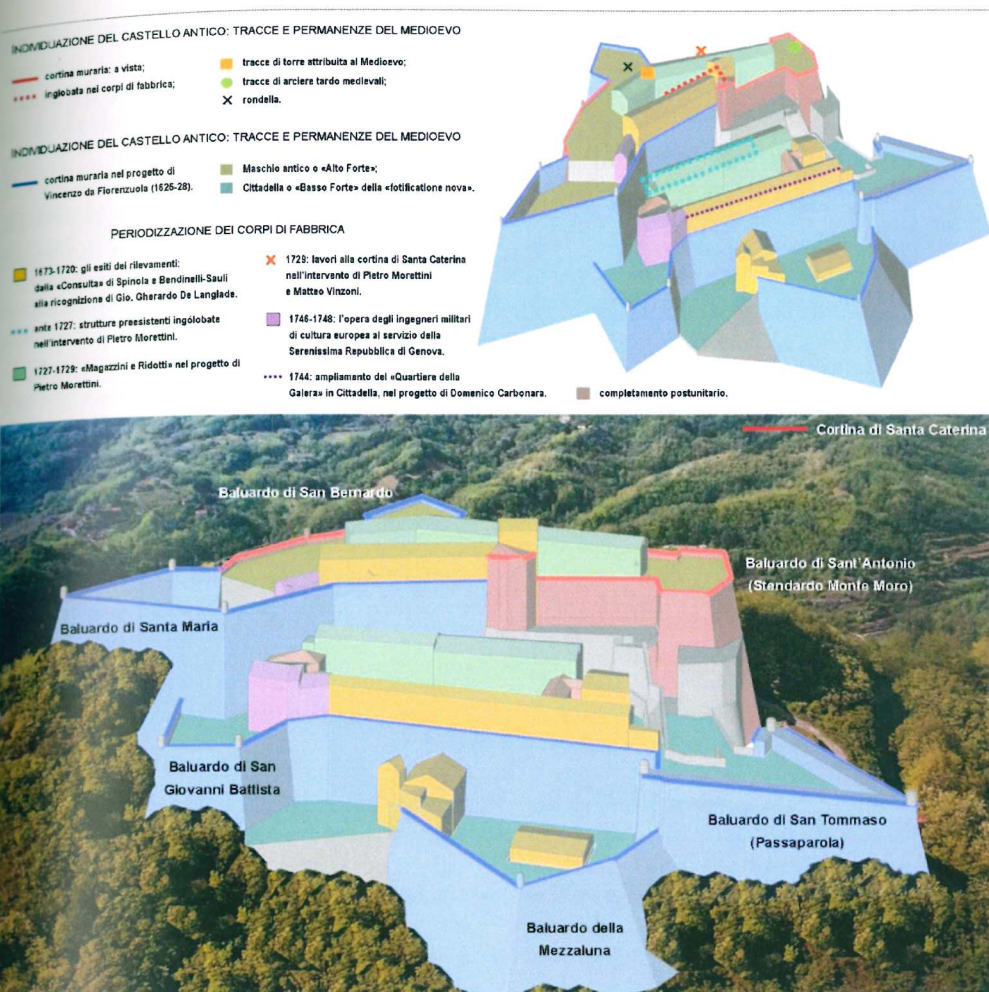 INDIVIDUAZIONE DEL CASTELLO ANTICO: TRACCE E PERMANENZE DEL MEDIOEVO
cortina muraria: a vista;
inglobata nei corpi di fabbrica;
tracce di torre attribuita al Medioevo;
tracce di arciere tardo medievali;
rondella.
INDIVIDUAZIONE DEL CASTELLO ANTICO: TRACCE E PERMANENZE DEL MEDIOEVO
cortina muraria nel progetto di
Vincenzo da Fiorenzuola (1626-28).
Maschio antico o «Alto Forte»;
Cittadella o «Basso Forte» della «fotificatione nova».
PERIODIZZAZIONE DEI CORPI DI FABBRICA
1673-1720: gli esiti dei rilevamenti:
dalla «Consulta» di Spinola e Bendinelli-Sauli
alla ricognizione di Gio. Gherardo De Langlade.
ante 1727: strutture preesistenti ingólobate
nell'intervento di Pietro Morettini.
1727-1729: «Magazzini e Ridotti» nel progetto di
Pietro Morettini.
1729: lavori alla cortina di Santa Caterina
nell'intervento di Pietro Morettini
e Matteo Vinzoni.
1746-1748: l'opera degli ingegneri militari
di cultura europea al servizio della
Serenissima Repubblica di Genova.
1744: ampliamento del «Quartiere della
Galera» in Cittadella, nel progetto di Domenico Carbonara.
completamento postunitario.
Cortina di Santa Caterina
Baluardo di San Bernardo
Baluardo di Sant'Antonio
(Stendardo Monte Moro)
Baluardo di Santa Maria
Baluardo di San
Giovanni Battista
Baluardo di San Tommaso
(Passaparola)
Baluardo della
Mezzaluna